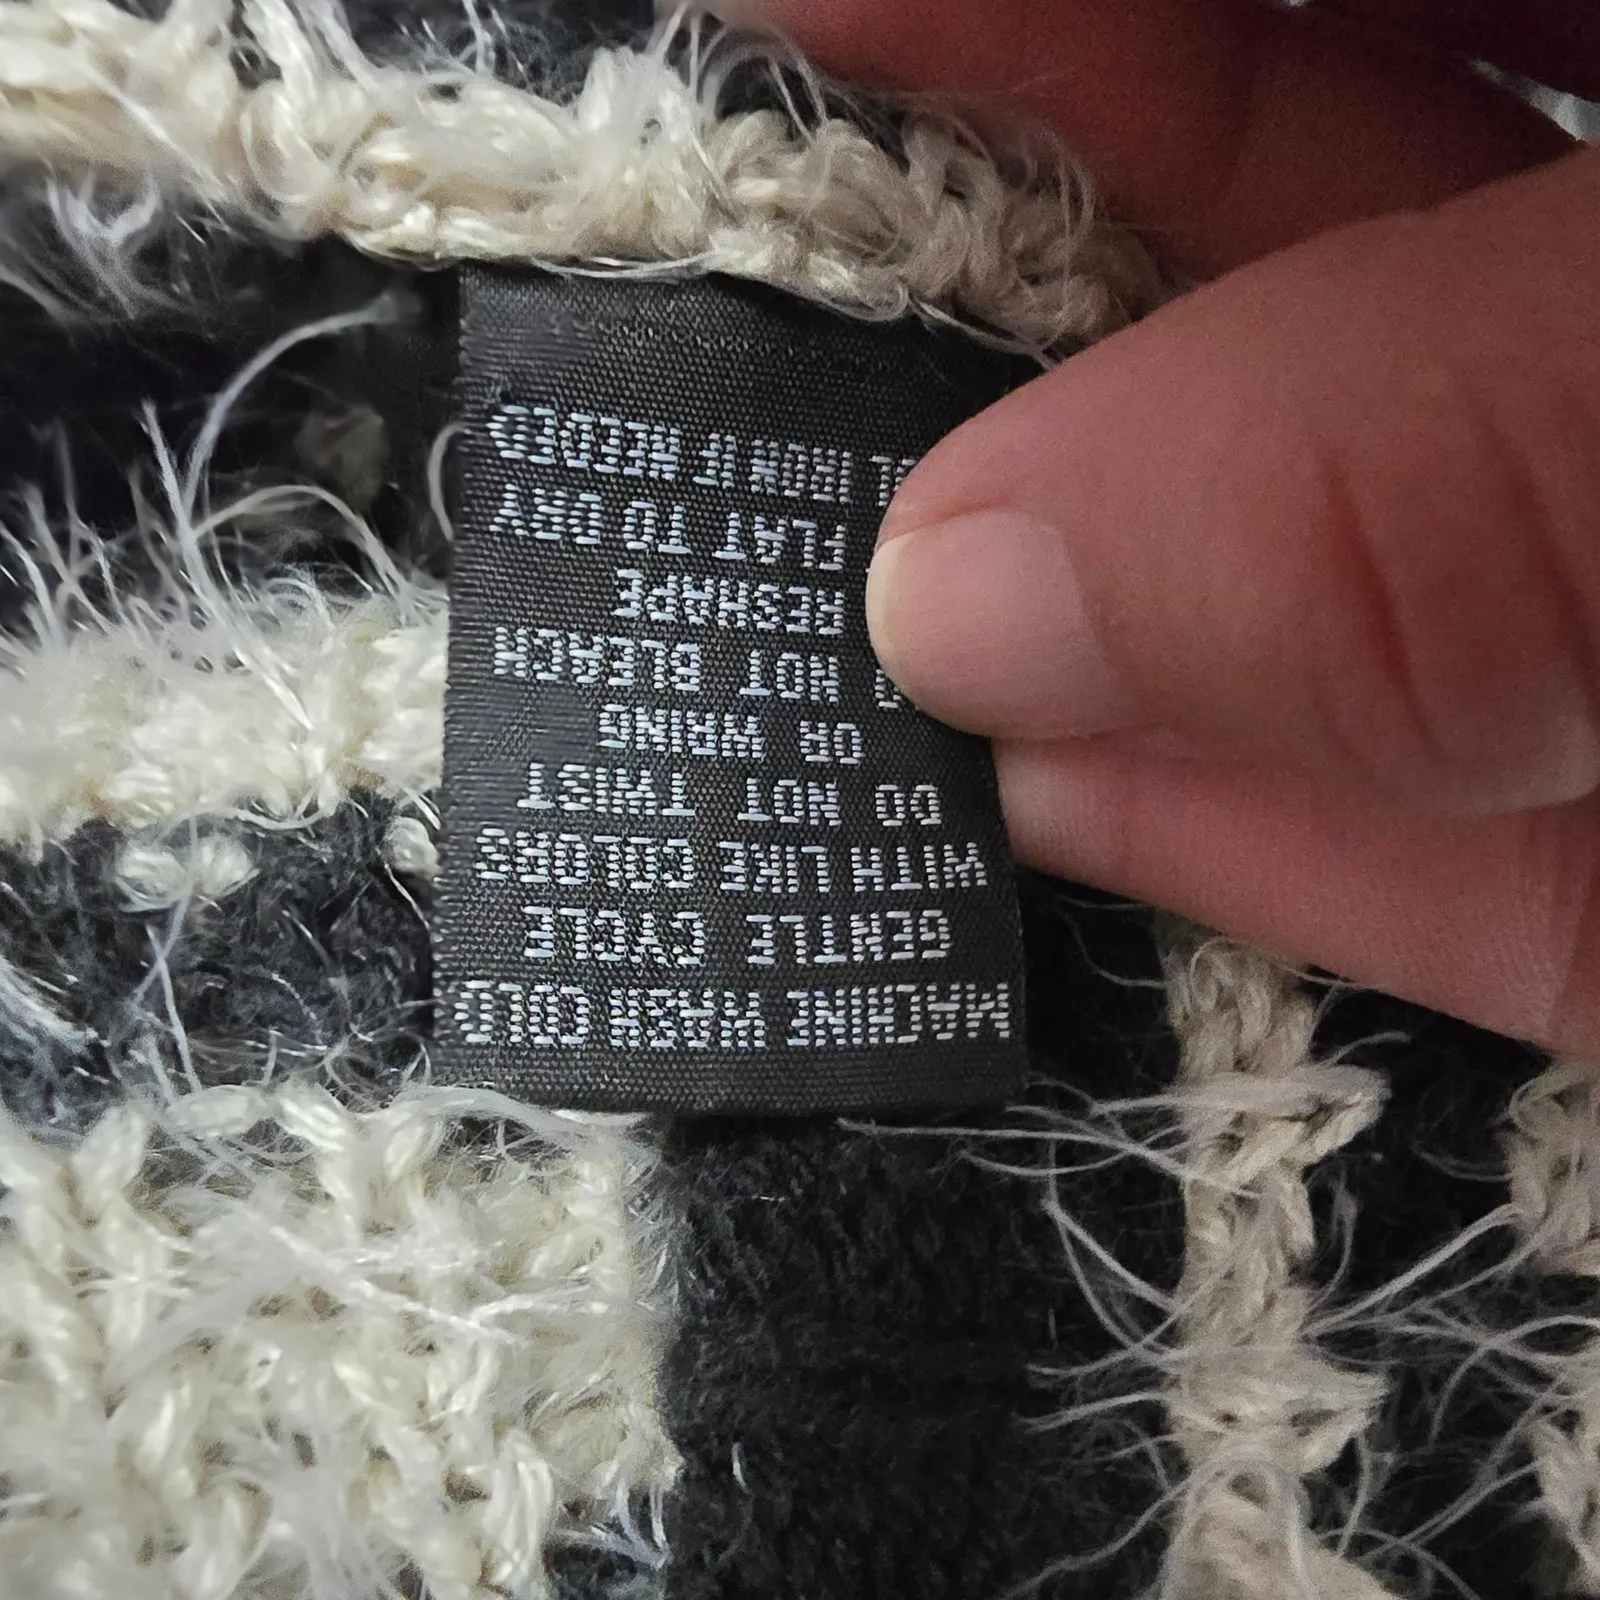 MACHINE WASH COLD
GENTLE CYCLE
WITH LIKE COLORS
DO NOT TWIST
OR WRING
NOT BLEACH
RESHAPE
FLAT TO DRY
IRON IF NEEDED